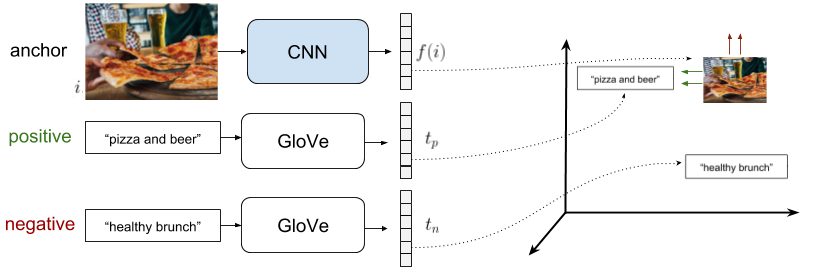 anchor
i
CNN
f(i)
positive
“pizza and beer”
GloVe
t_p
negative
“healthy brunch”
GloVe
t_n
“pizza and beer”
“healthy brunch”